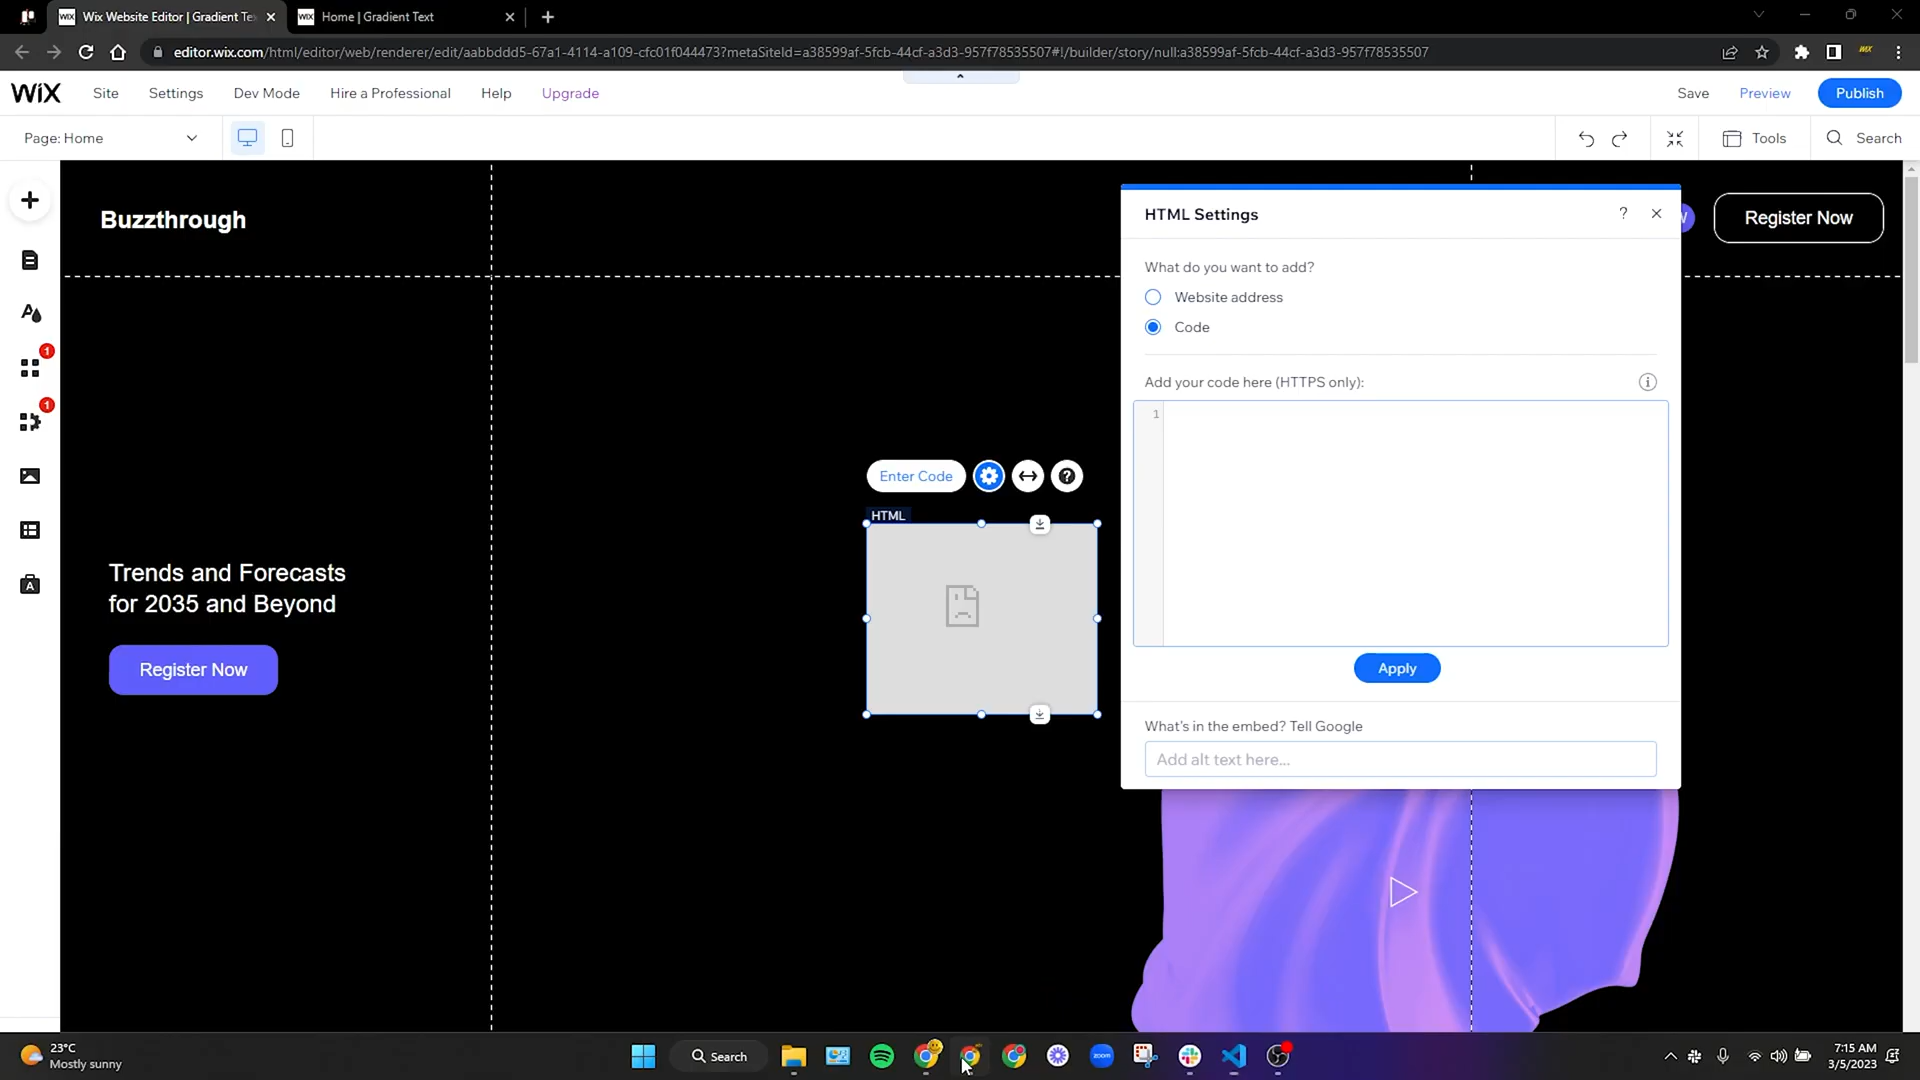 Wix Website Editor | Gradient Te
Home | Gradient Text
editor.wix.com/html/editor/web/renderer/edit/aabbddd5-67a1-4114-a109-cfc01f044473?metaSiteId=a38599af-5fcb-44cf-a3d3-957f78535507#!/builder/story/null:a38599af-5fcb-44cf-a3d3-957f78535507
WiX
Site
Settings
Dev Mode
Hire a Professional
Help
Upgrade
Save
Preview
Publish
Page: Home
Tools
Search
Buzzthrough
Register Now
HTML Settings
?
What do you want to add?
Website address
Code
Add your code here (HTTPS only):
1
1
1
Enter Code
HTML
Trends and Forecasts
for 2035 and Beyond
Register Now
Apply
What's in the embed? Tell Google
Add alt text here...
23°C
Mostly sunny
Search
zoom
7:15 AM
3/5/2023